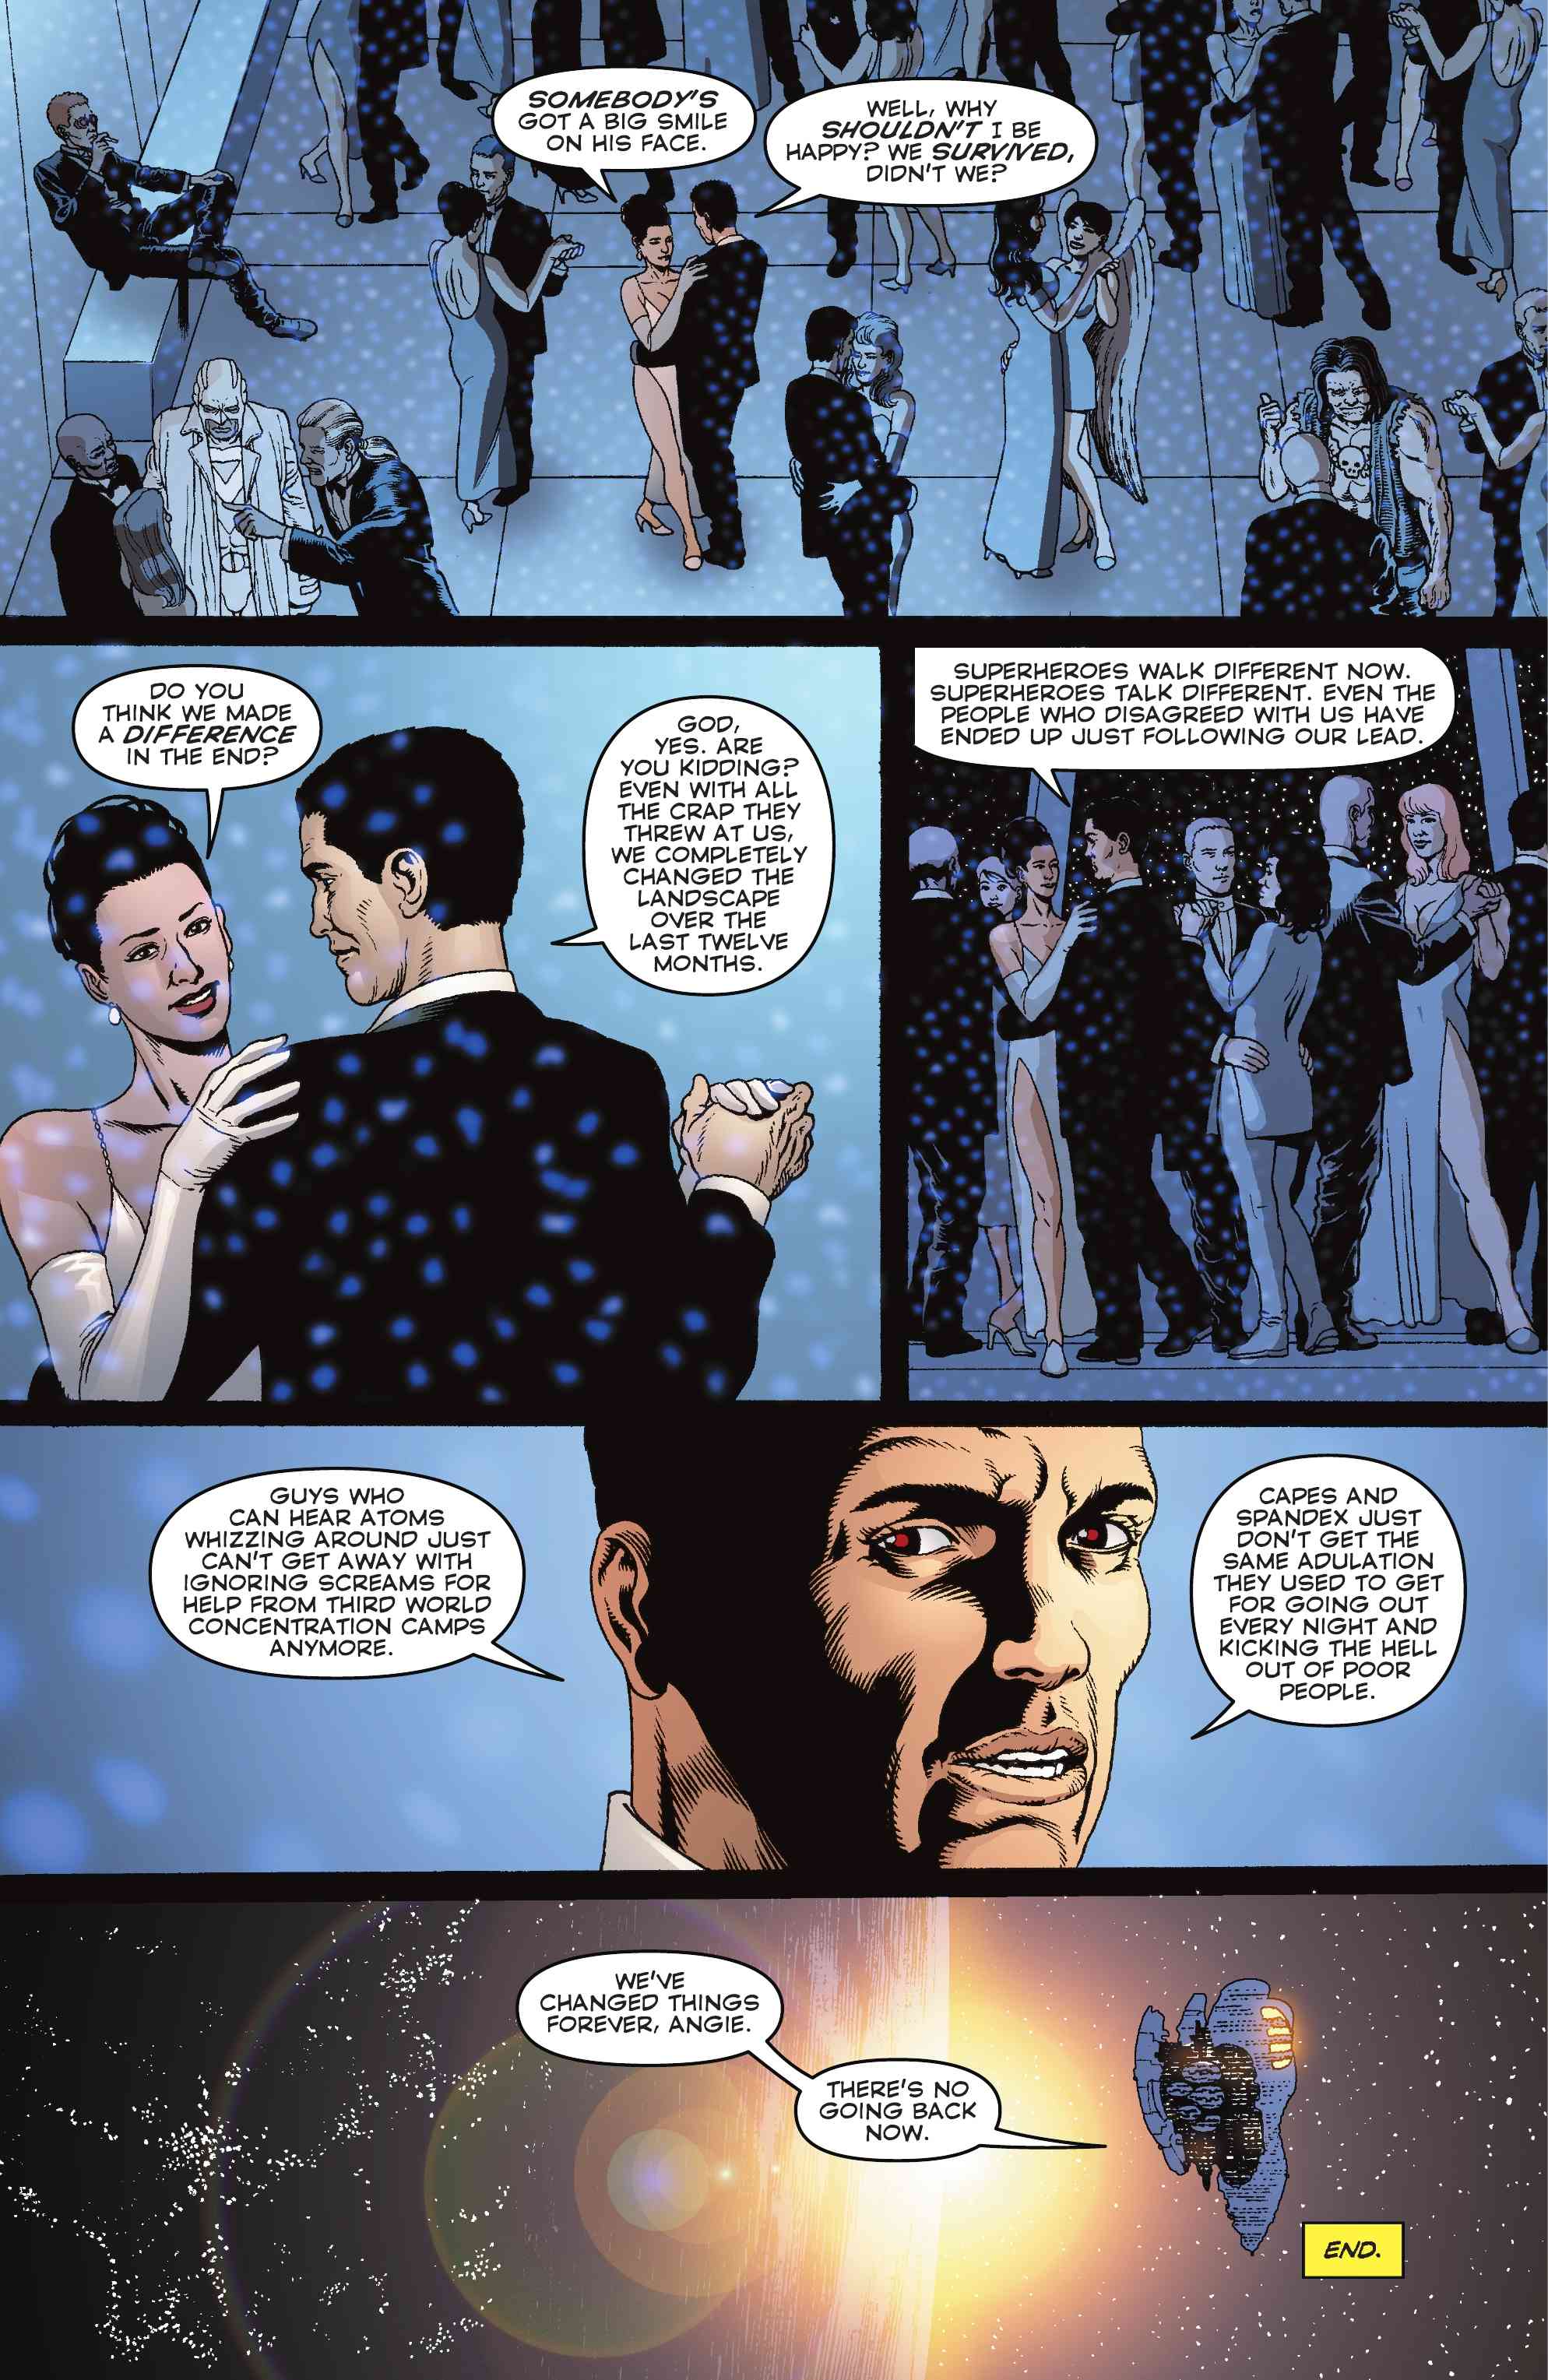 SOMEBODY'S
GOT A BIG SMILE
ON HIS FACE.
WELL, WHY
SHOULDN'T I BE
HAPPY? WE SURVIVED,
DIDN'T WE?
DO YOU
THINK WE MADE
A DIFFERENCE
IN THE END?
GOD,
YES. ARE
YOU KIDDING?
EVEN WITH ALL
THE CRAP THEY
THREW AT US,
WE COMPLETELY
CHANGED THE
LANDSCAPE
OVER THE
LAST TWELVE
MONTHS.
SUPERHEROES WALK DIFFERENT NOW.
SUPERHEROES TALK DIFFERENT. EVEN THE
PEOPLE WHO DISAGREED WITH US HAVE
ENDED UP JUST FOLLOWING OUR LEAD.
GUYS WHO
CAN HEAR ATOMS
WHIZZING AROUND JUST
CAN'T GET AWAY WITH
IGNORING SCREAMS FOR
HELP FROM THIRD WORLD
CONCENTRATION CAMPS
ANYMORE.
CAPES AND
SPANDEX JUST
DON'T GET THE
SAME ADULATION
THEY USED TO GET
FOR GOING OUT
EVERY NIGHT AND
KICKING THE HELL
OUT OF POOR
PEOPLE.
WE'VE
CHANGED THINGS
FOREVER, ANGIE.
THERE'S NO
GOING BACK
NOW.
END.